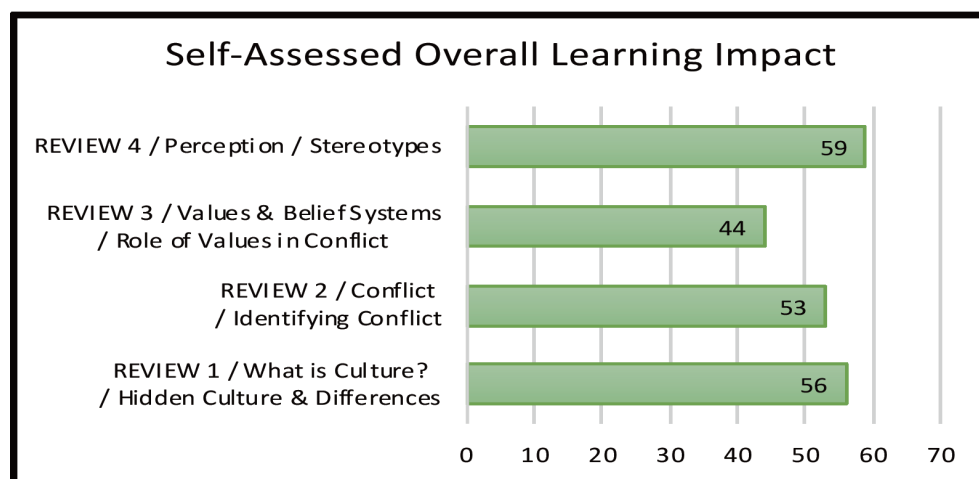 Self-Assessed Overall Learning Impact
REVIEW 4 / Perception / Stereotypes
59
REVIEW 3 / Values & Belief Systems
/ Role of Values in Conflict
44
REVIEW 2 / Conflict
/ Identifying Conflict
53
REVIEW 1 / What is Culture?
/ Hidden Culture & Differences
56
0 10 20 30 40 50 60 70